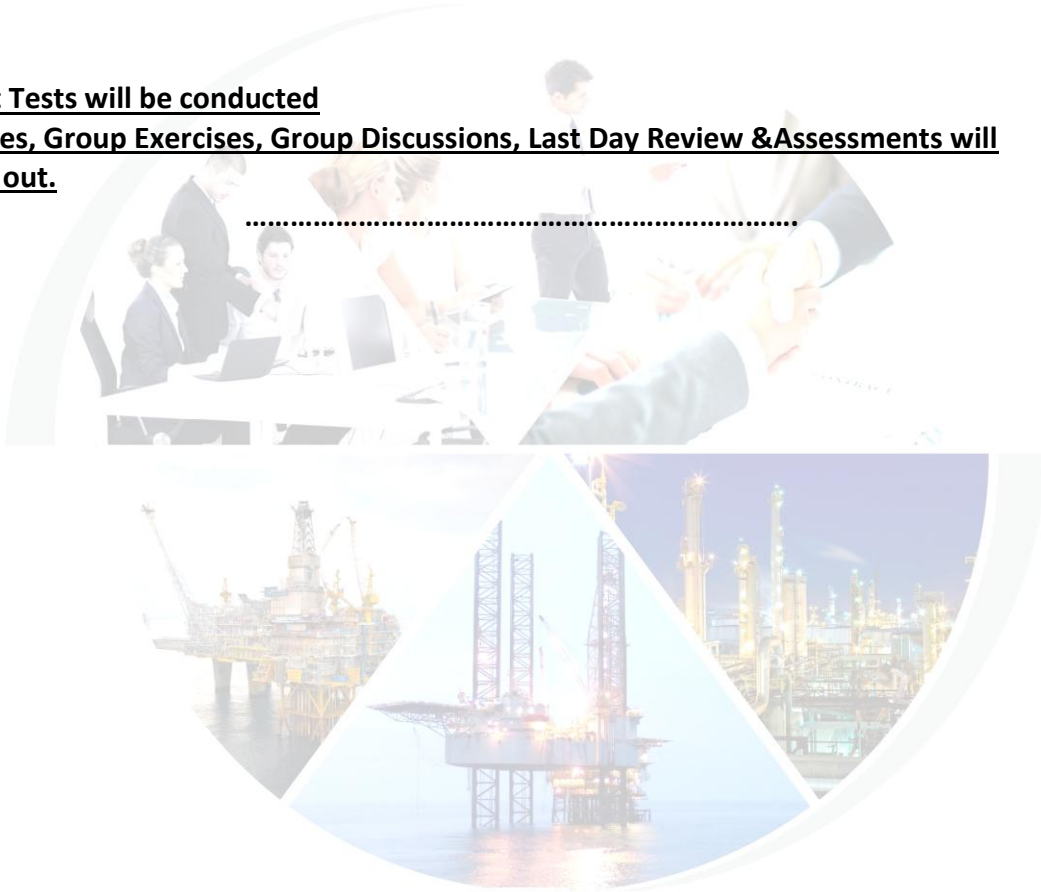 : Tests will be conducted
es, Group Exercises, Group Discussions, Last Day Review &Assessments will
out.
……………………………………………………………….